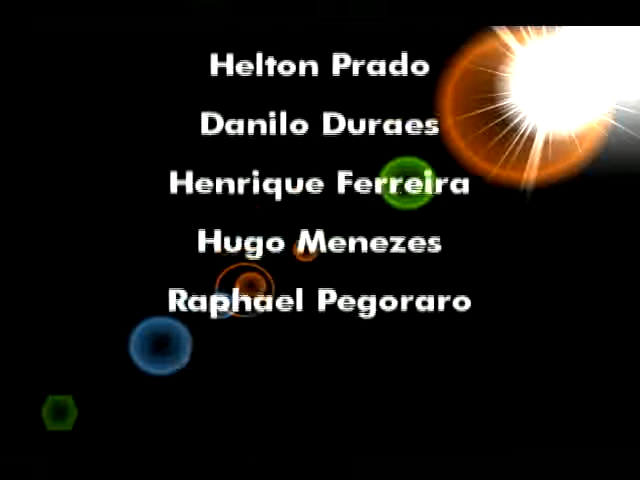 Helton Prado
Danilo Duraes
Henrique Ferreira
Hugo Menezes
Raphael Pegoraro